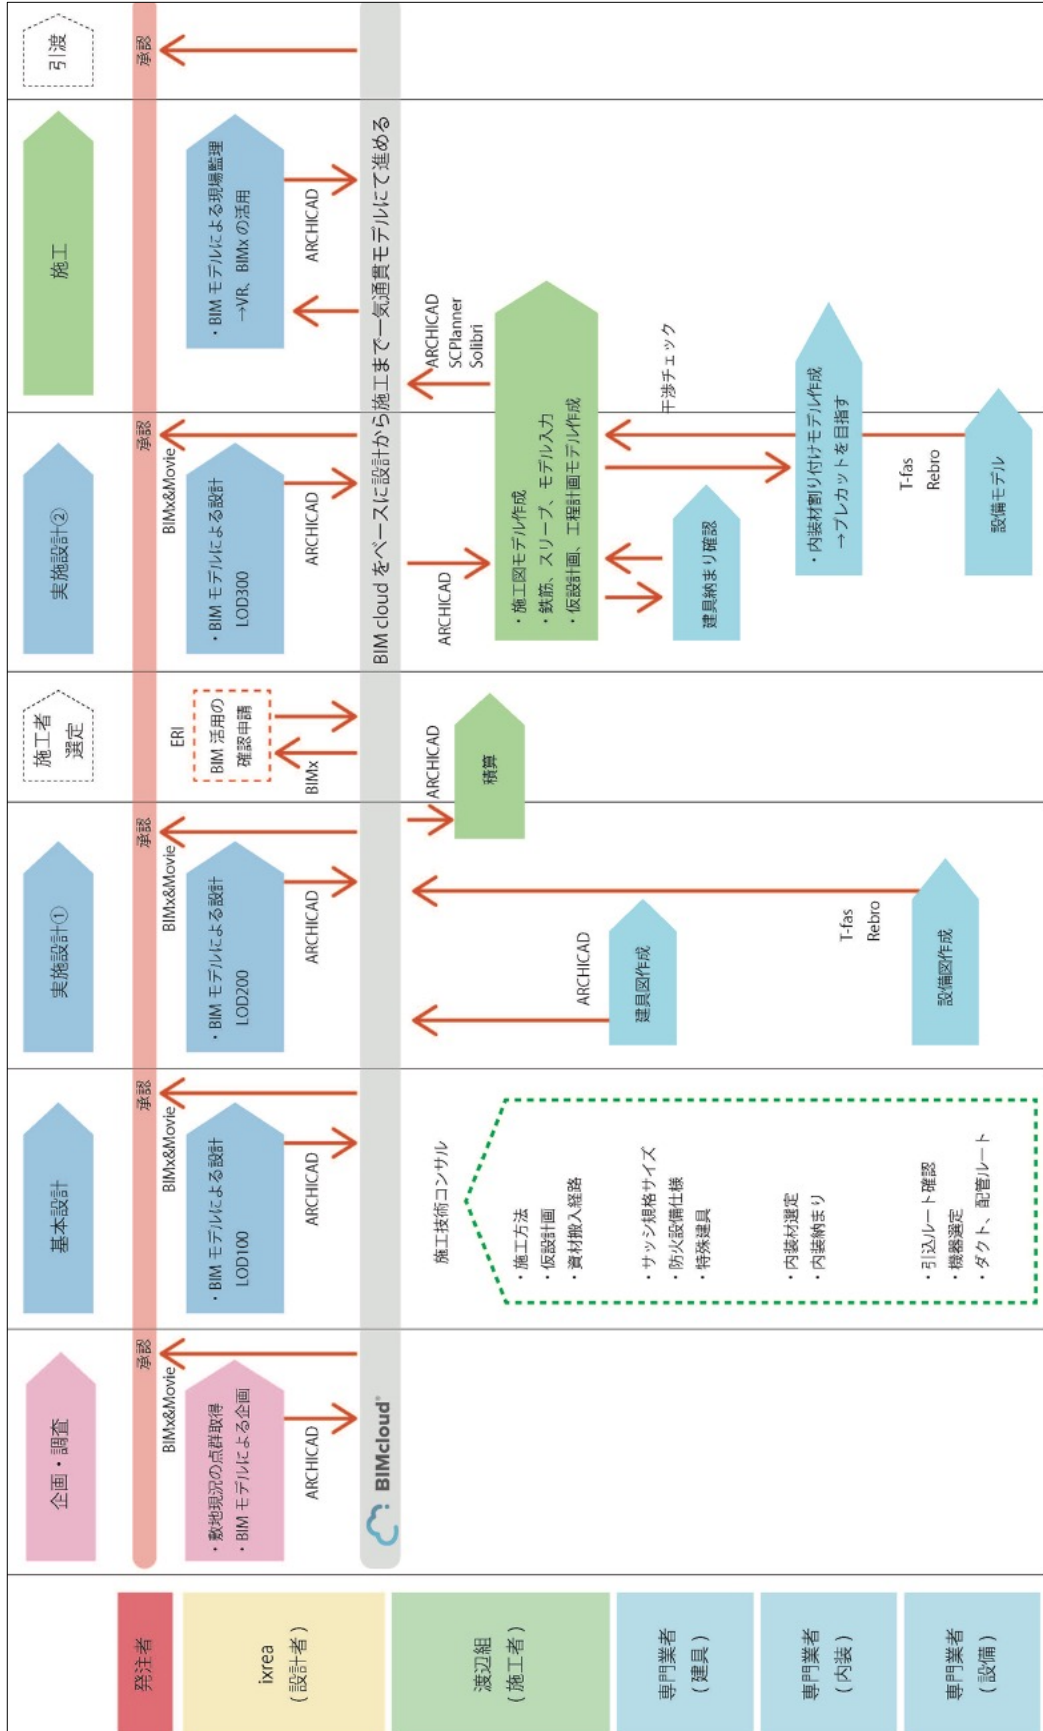 企画・調査
基本設計
実施設計①
施工者
選定
実施設計②
施工
引渡
発注者
承認
承認
承認
承認
承認
BIMx&Movie
BIMx&Movie
BIMx&Movie
BIMx&Movie
ixrea
( 設計者 )
・敷地現況の点群取得
・BIM モデルによる企画
ARCHICAD
・BIM モデルによる設計
LOD100
ARCHICAD
・BIM モデルによる設計
LOD200
ARCHICAD
ERI
BIM 活用の
確認申請
BIMx
・BIM モデルによる設計
LOD300
ARCHICAD
・BIM モデルによる現場監理
→VR、BIMx の活用
ARCHICAD
BIMcloud®
BIM cloud をベースに設計から施工まで一気通貫モデルにて進める
渡辺組
( 施工者 )
施工技術コンサル
・施工方法
・仮設計画
・資材搬入経路
ARCHICAD
積算
ARCHICAD
ARCHICAD
SCPlanner
Solibri
・施工図モデル作成
・鉄筋、スリーブ、モデル入力
・仮設計画、工程計画モデル作成
専門業者
( 建具 )
・サッシ規格サイズ
・防火設備仕様
・特殊建具
ARCHICAD
建具図作成
建具納まり確認
干渉チェック
専門業者
( 内装 )
・内装材選定
・内装納まり
・内装材割り付けモデル作成
→プレカットを目指す
専門業者
( 設備 )
・引込ルート確認
・機器選定
・ダクト、配管ルート
T-fas
Rebro
設備図作成
T-fas
Rebro
設備モデル